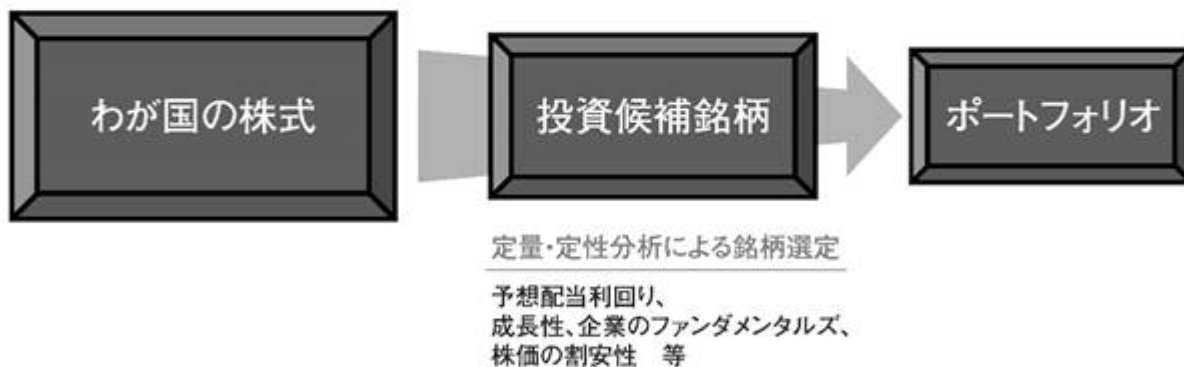 わが国の株式
投資候補銘柄
ポートフォリオ
定量・定性分析による銘柄選定
予想配当利回り、
成長性、企業のファンダメンタルズ、
株価の割安性　等